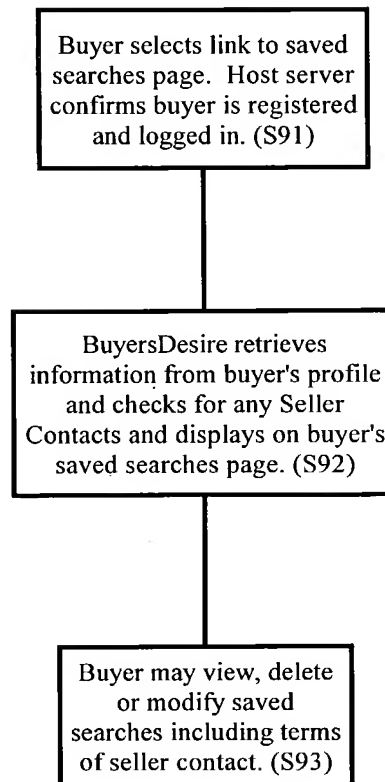 Buyer selects link to saved
searches page.  Host server
confirms buyer is registered
and logged in. (S91)
BuyersDesire retrieves
information from buyer's profile
and checks for any Seller
Contacts and displays on buyer's
saved searches page. (S92)
Buyer may view, delete
or modify saved
searches including terms
of seller contact. (S93)